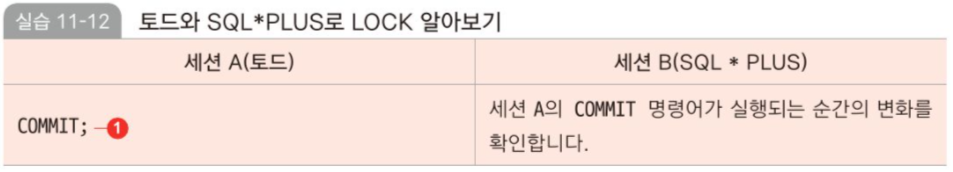 실습 11-12 토드와 SQL*PLUS로 LOCK 알아보기
세션 A(토드) 세션 B(SQL * PLUS)
COMMIT; 1 세션 A의 COMMIT 명령어가 실행되는 순간의 변화를
확인합니다.